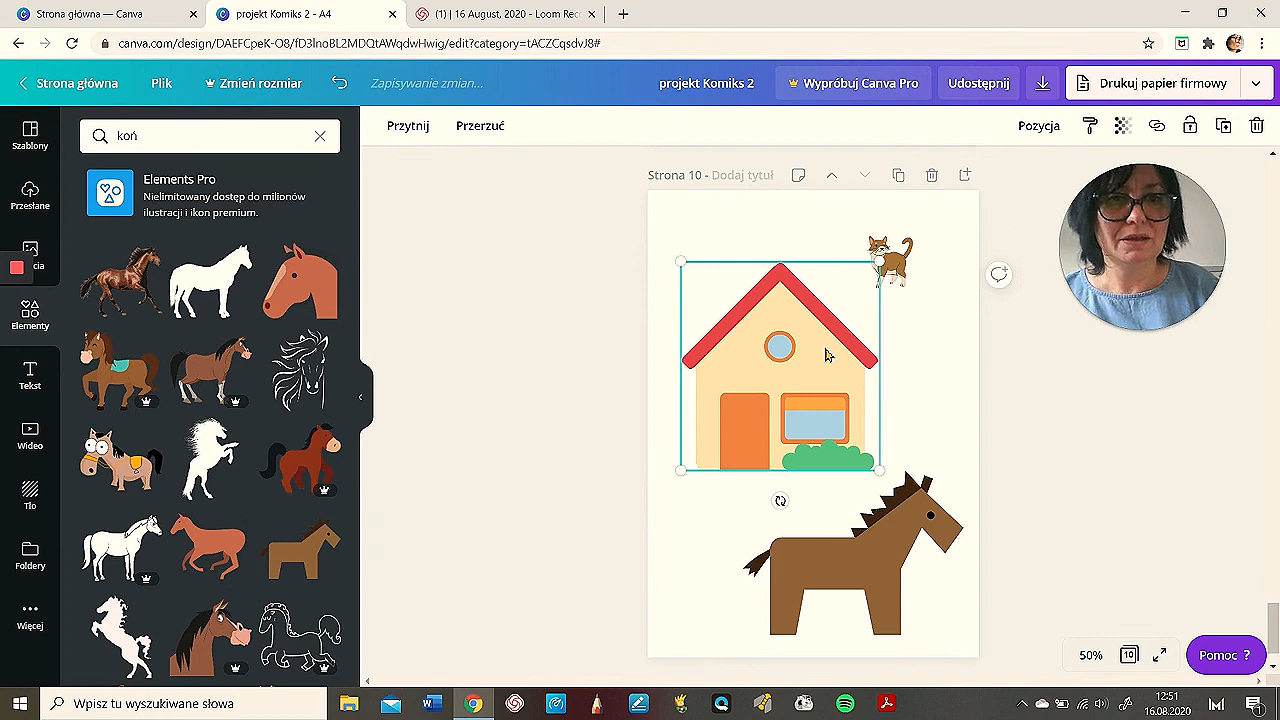 Strona główna — Canva
projekt Komiks 2 - A4
(1) | 16 August, 2020 - Loom Rec
canva.com/design/DAEFCpeK-O8/fD3lnoBL2MDQtAWqdwHwig/edit?category=tACZCqsdvJ8#
Strona główna
Plik
Zmień rozmiar
Zapisywanie zmian...
projekt Komiks 2
Wypróbuj Canva Pro
Udostępnij
Drukuj papier firmowy
Szablony
Przesłane
cia
Elementy
Tekst
Wideo
Tło
Foldery
Więcej
koń
Elements Pro
Nielimitowany dostęp do milionów
ilustracji i ikon premium.
Przytnij
Przerzuć
Pozycja
Strona 10 - Dodaj tytuł
50%
10
Pomoc ?
Wpisz tu wyszukiwane słowa
12:51
16.08.2020